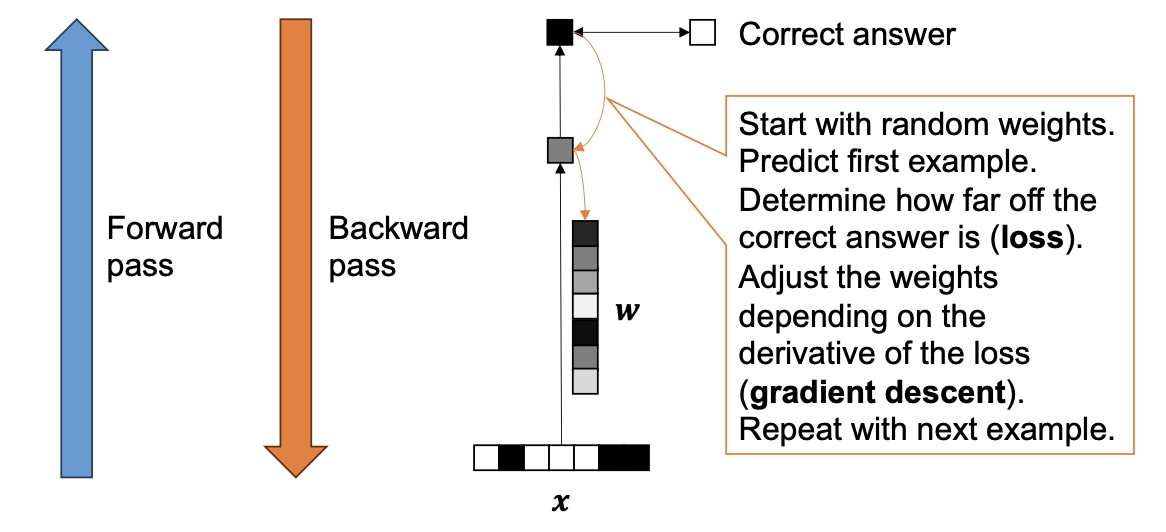 Correct answer
Start with random weights.
Predict first example.
Determine how far off the
correct answer is (loss).
Adjust the weights
depending on the
derivative of the loss
(gradient descent).
Repeat with next example.
Forward
pass
Backward
pass
w
x